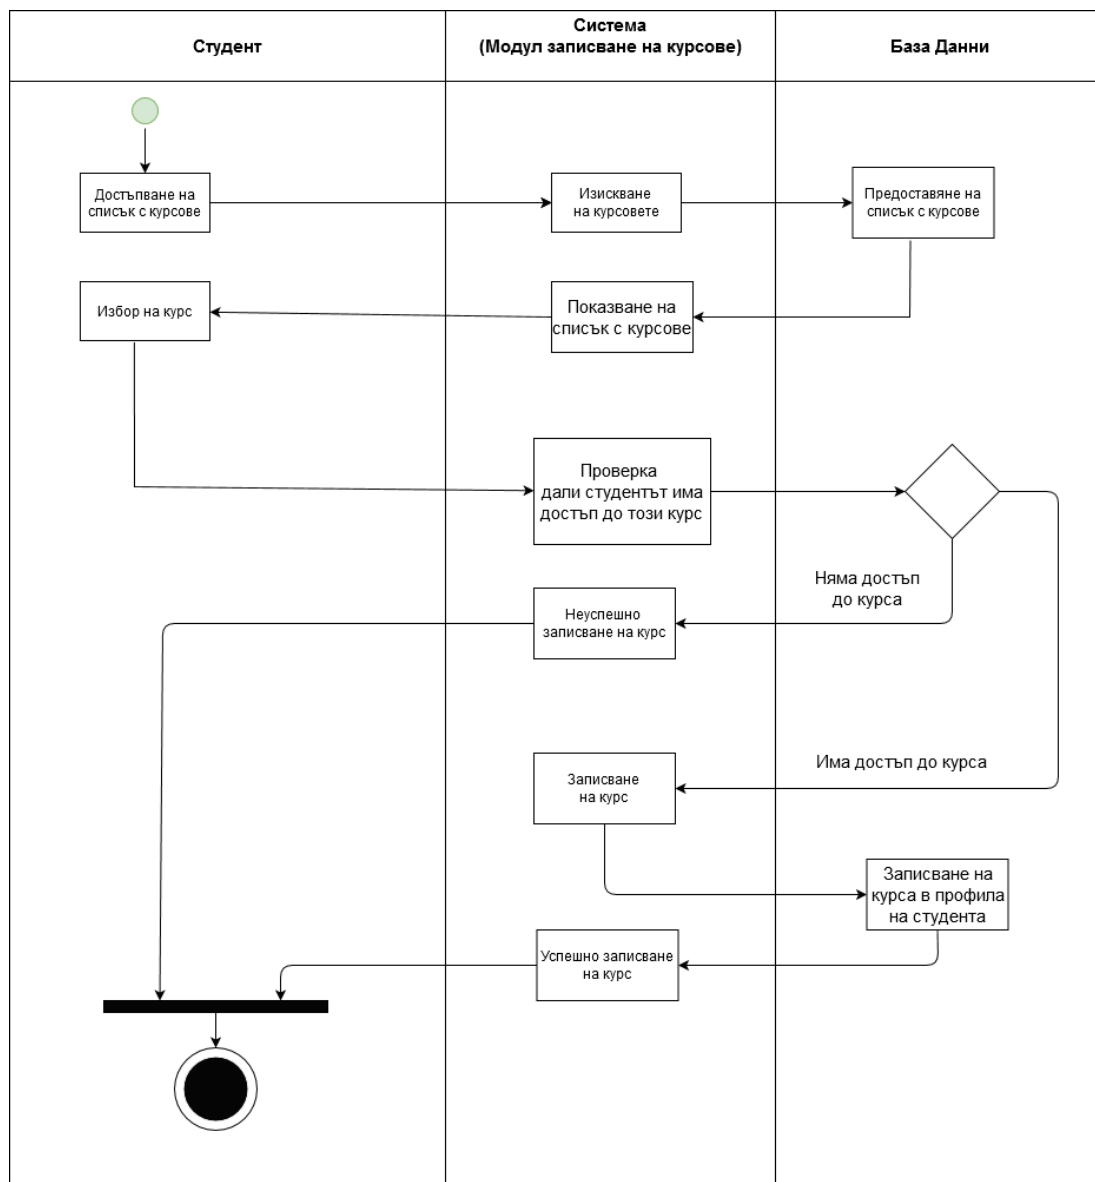 Студент
Система
(Модул записване на курсове)
База Данни
Достъпване на
списък с курсове
Изискване
на курсовете
Предоставяне на
списък с курсове
Избор на курс
Показване на
списък с курсове
Проверка
дали студентът има
достъп до този курс
Няма достъп
до курса
Неуспешно
записване на курс
Има достъп до курса
Записване
на курс
Записване на
курса в профила
на студента
Успешно записване
на курс